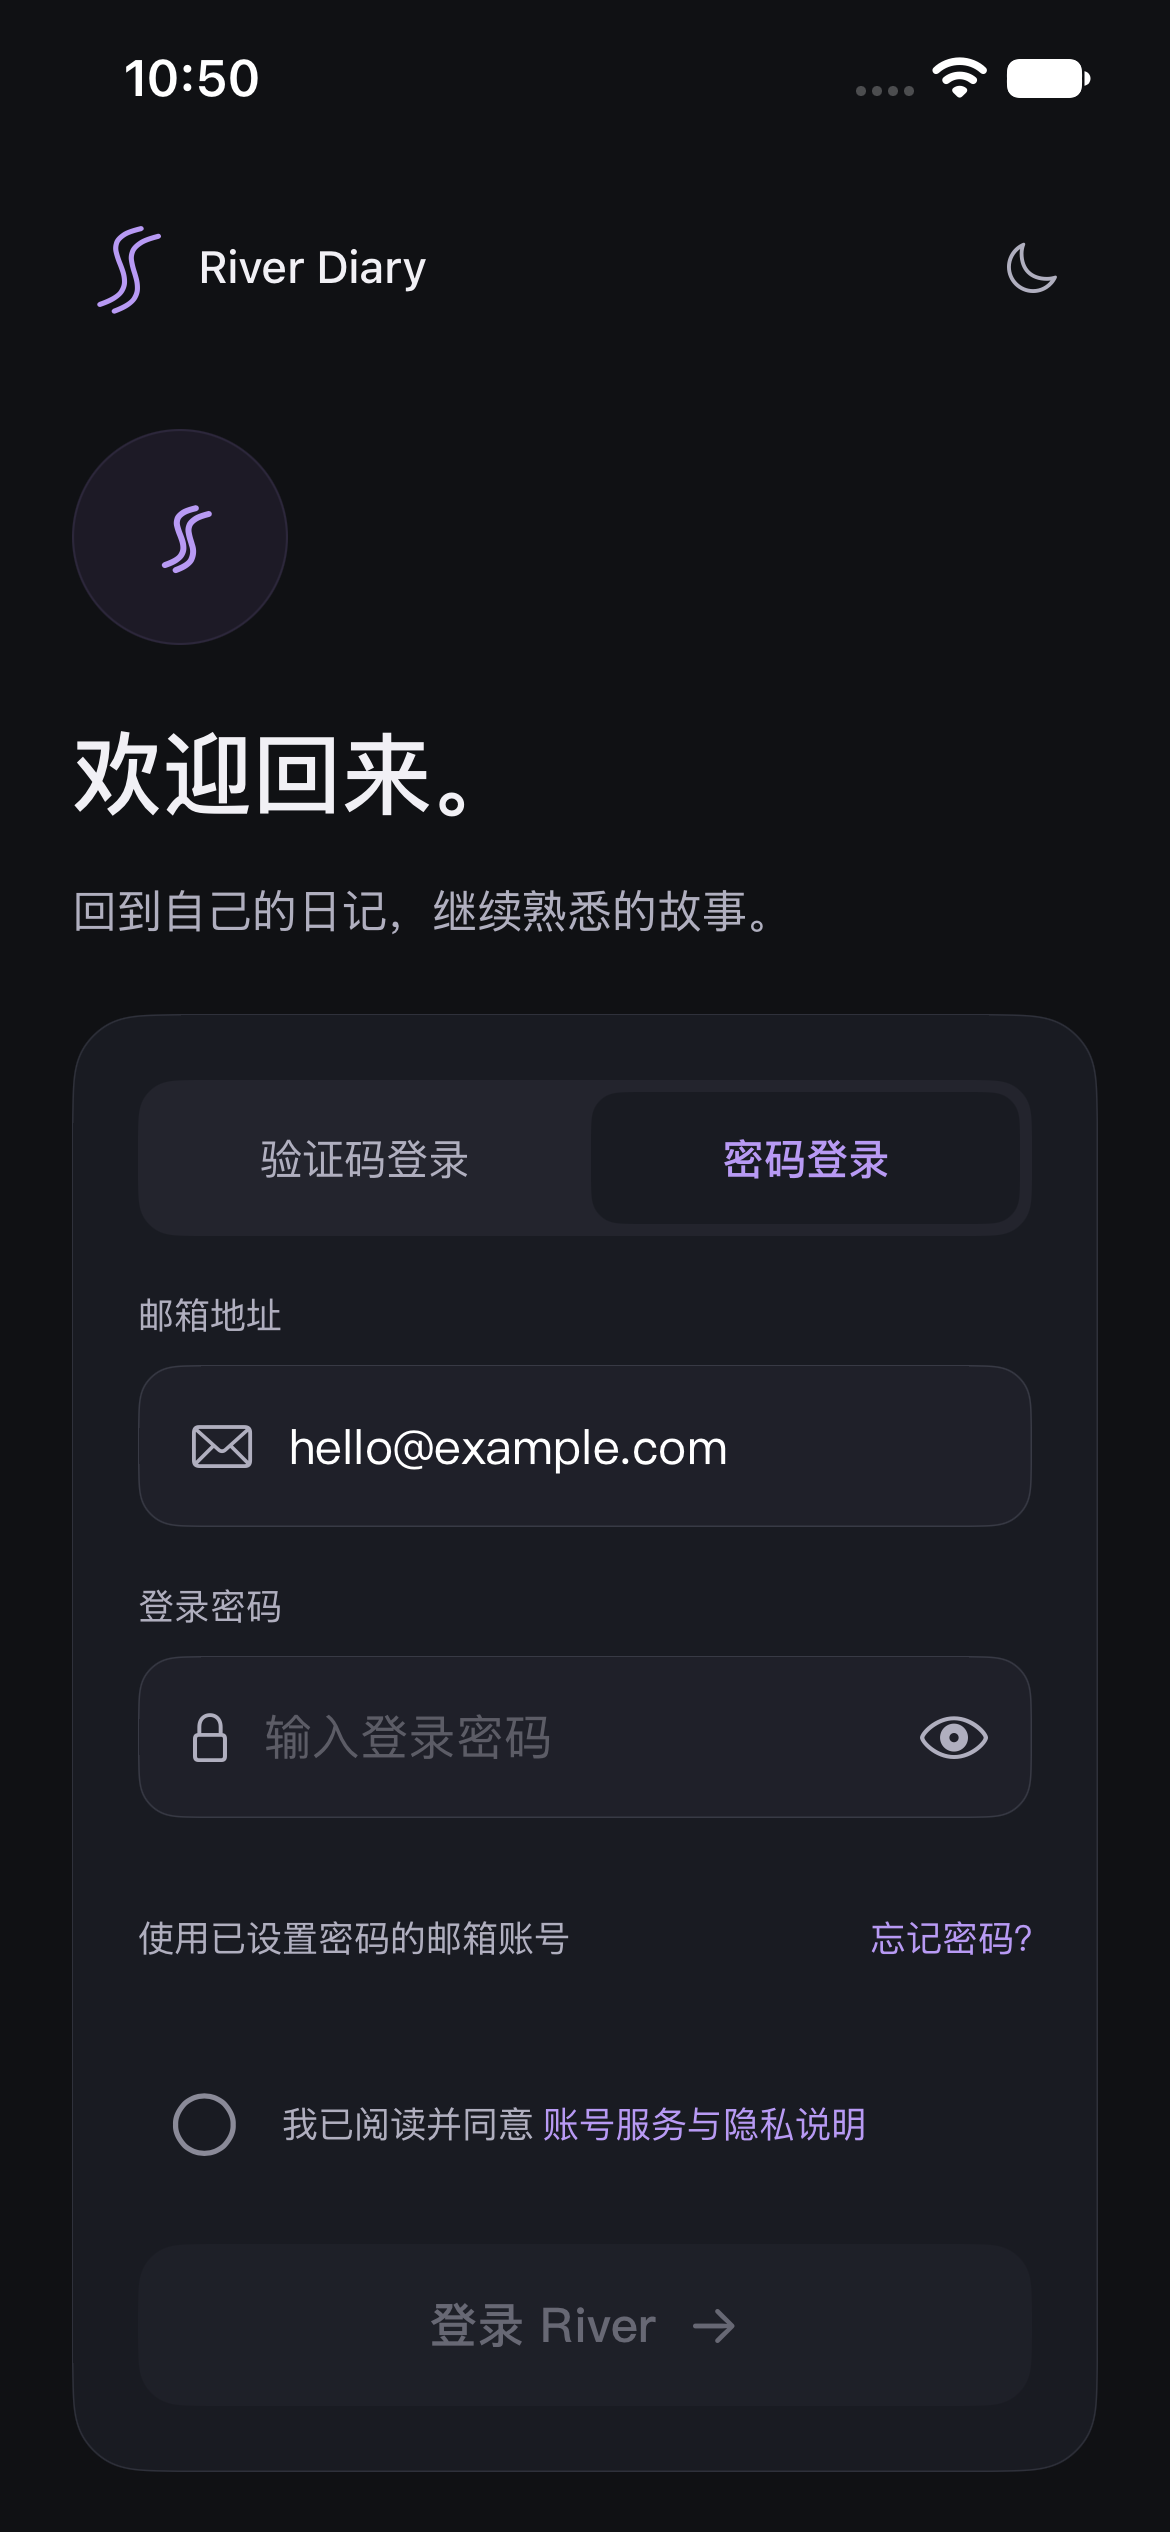 10:50
River Diary
欢迎回来。
回到自己的日记，继续熟悉的故事。
验证码登录
密码登录
邮箱地址
hello@example.com
登录密码
输入登录密码
使用已设置密码的邮箱账号
忘记密码?
我已阅读并同意 账号服务与隐私说明
登录 River →